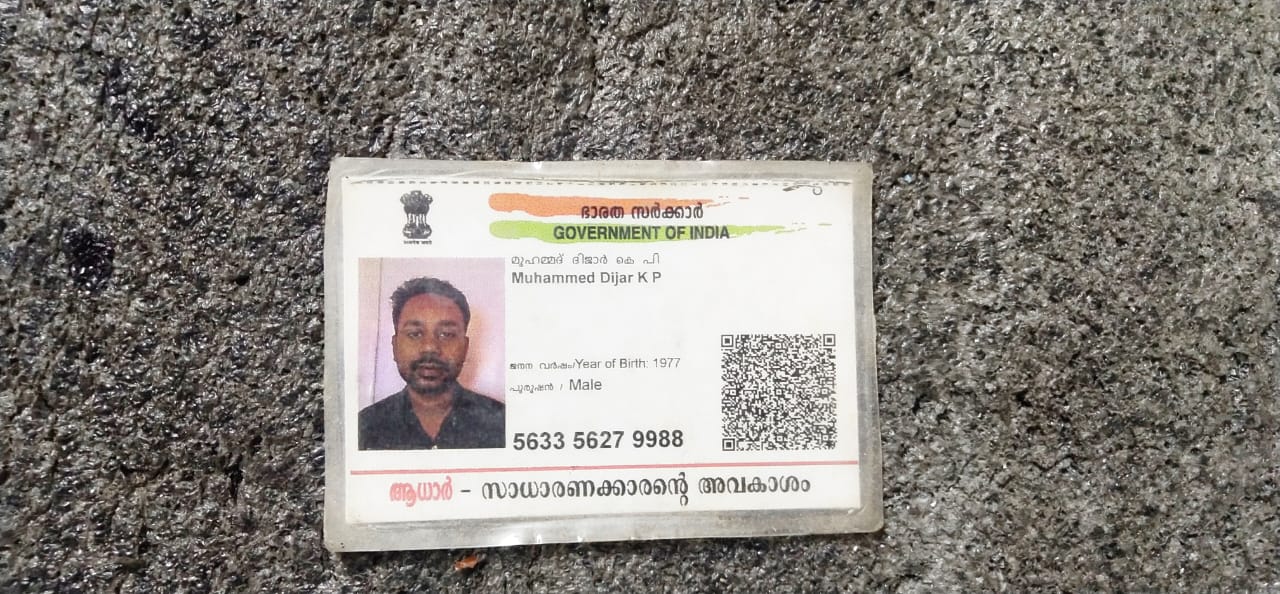 ഭാരത സർക്കാർ
GOVERNMENT OF INDIA
മുഹമ്മദ് ദിജാർ കെ പി
Muhammed Dijar K P
ജനന വർഷം/Year of Birth: 1977
പുരുഷൻ / Male
5633 5627 9988
ആധാർ - സാധാരണക്കാരന്റെ അവകാശം